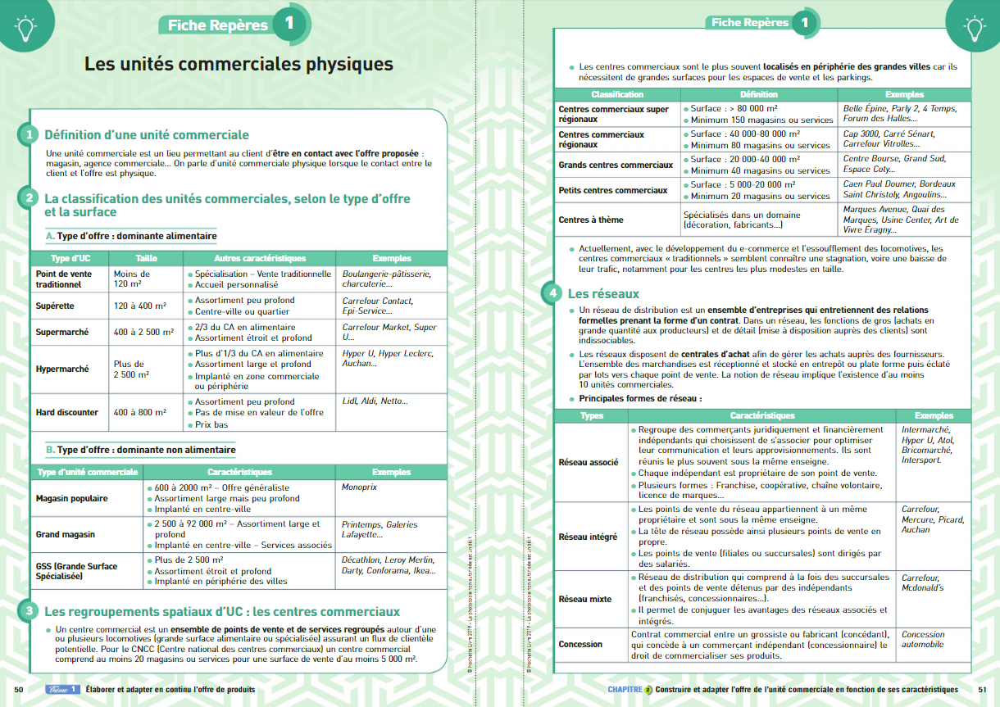 Fiche Repères 1
Les unités commerciales physiques
1 Définition d'une unité commerciale
Une unité commerciale est un lieu permettant au client d'être en contact avec l'offre proposée :
magasin, agence commerciale... On parle d'unité commerciale physique lorsque le contact entre le
client et l'offre est physique.
2 La classification des unités commerciales, selon le type d'offre
et la surface
A. Type d'offre : dominante alimentaire
Type d'UC Taille Autres caractéristiques Exemples
Point de vente
traditionnel
Moins de
120 m²
• Spécialisation – Vente traditionnelle
• Accueil personnalisé
Boulangerie-pâtisserie,
charcuterie...
Supérette
120 à 400 m²
• Assortiment peu profond
• Centre-ville ou quartier
Carrefour Contact,
Epi-Service...
Supermarché
400 à 2 500 m²
• 2/3 du CA en alimentaire
• Assortiment étroit et profond
Carrefour Market, Super
U...
Hypermarché
Plus de
2 500 m²
• Plus d'1/3 du CA en alimentaire
• Assortiment large et profond
• Implanté en zone commerciale
ou périphérie
Hyper U, Hyper Leclerc,
Auchan...
Hard discounter
400 à 800 m²
• Assortiment peu profond
• Pas de mise en valeur de l'offre
• Prix bas
Lidl, Aldi, Netto...
B. Type d'offre : dominante non alimentaire
Type d'unité commerciale Caractéristiques Exemples
Magasin populaire
• 600 à 2000 m² – Offre généraliste
• Assortiment large mais peu profond
• Implanté en centre-ville
Monoprix
Grand magasin
• 2 500 à 92 000 m² – Assortiment large et
profond
• Implanté en centre-ville – Services associés
Printemps, Galeries
Lafayette...
GSS (Grande Surface
Spécialisée)
• Plus de 2 500 m²
• Assortiment étroit et profond
• Implanté en périphérie des villes
Décathlon, Leroy Merlin,
Darty, Conforama, Ikea...
3 Les regroupements spatiaux d'UC : les centres commerciaux
• Un centre commercial est un ensemble de points de vente et de services regroupés autour d'une
ou plusieurs locomotives (grande surface alimentaire ou spécialisée) assurant un flux de clientèle
potentielle. Pour le CNCC (Centre national des centres commerciaux) un centre commercial
comprend au moins 20 magasins ou services pour une surface de vente d'au moins 5 000 m².
© Hachette Livre 2019 - La photocopie non autorisée est un délit
50 Thème 1 Élaborer et adapter en continu l'offre de produits
Fiche Repères 1
• Les centres commerciaux sont le plus souvent localisés en périphérie des grandes villes car ils
nécessitent de grandes surfaces pour les espaces de vente et les parkings.
Classification Définition Exemples
Centres commerciaux super
régionaux
• Surface : > 80 000 m²
• Minimum 150 magasins ou services
Belle Épine, Parly 2, 4 Temps,
Forum des Halles...
Centres commerciaux
régionaux
• Surface : 40 000-80 000 m²
• Minimum 80 magasins ou services
Cap 3000, Carré Sénart,
Carrefour Vitrolles...
Grands centres commerciaux
• Surface : 20 000-40 000 m²
• Minimum 40 magasins ou services
Centre Bourse, Grand Sud,
Espace Coty...
Petits centres commerciaux
• Surface : 5 000-20 000 m²
• Minimum 20 magasins ou services
Caen Paul Doumer, Bordeaux
Saint Christoly, Angoulins...
Centres à thème
Spécialisés dans un domaine
(décoration, fabricants...)
Marques Avenue, Quai des
Marques, Usine Center, Art de
Vivre Éragny...
• Actuellement, avec le développement du e-commerce et l'essoufflement des locomotives, les
centres commerciaux « traditionnels » semblent connaître une stagnation, voire une baisse de
leur trafic, notamment pour les centres les plus modestes en taille.
4 Les réseaux
• Un réseau de distribution est un ensemble d'entreprises qui entretiennent des relations
formelles prenant la forme d'un contrat. Dans un réseau, les fonctions de gros (achats en
grande quantité aux producteurs) et de détail (mise à disposition auprès des clients) sont
indissociables.
• Les réseaux disposent de centrales d'achat afin de gérer les achats auprès des fournisseurs.
L'ensemble des marchandises est réceptionné et stocké en entrepôt ou plate forme puis éclaté
par lots vers chaque point de vente. La notion de réseau implique l'existence d'au moins
10 unités commerciales.
• Principales formes de réseau :
Types Caractéristiques Exemples
Réseau associé
• Regroupe des commerçants juridiquement et financièrement
indépendants qui choisissent de s'associer pour optimiser
leur communication et leurs approvisionnements. Ils sont
réunis le plus souvent sous la même enseigne.
• Chaque indépendant est propriétaire de son point de vente.
• Plusieurs formes : Franchise, coopérative, chaîne volontaire,
licence de marques...
Intermarché,
Hyper U, Atol,
Bricomarché,
Intersport.
Réseau intégré
• Les points de vente du réseau appartiennent à un même
propriétaire et sont sous la même enseigne.
• La tête de réseau possède ainsi plusieurs points de vente en
propre.
• Les points de vente (filiales ou succursales) sont dirigés par
des salariés.
Carrefour,
Mercure, Picard,
Auchan
Réseau mixte
• Réseau de distribution qui comprend à la fois des succursales
et des points de vente détenus par des indépendants
(franchisés, concessionnaires...).
• Il permet de conjuguer les avantages des réseaux associés et
intégrés.
Carrefour,
Mcdonald's
Concession
Contrat commercial entre un grossiste ou fabricant (concédant),
qui concède à un commerçant indépendant (concessionnaire) le
droit de commercialiser ses produits.
Concession
automobile
© Hachette Livre 2019 - La photocopie non autorisée est un délit
CHAPITRE 2 Construire et adapter l'offre de l'unité commerciale en fonction de ses caractéristiques 51